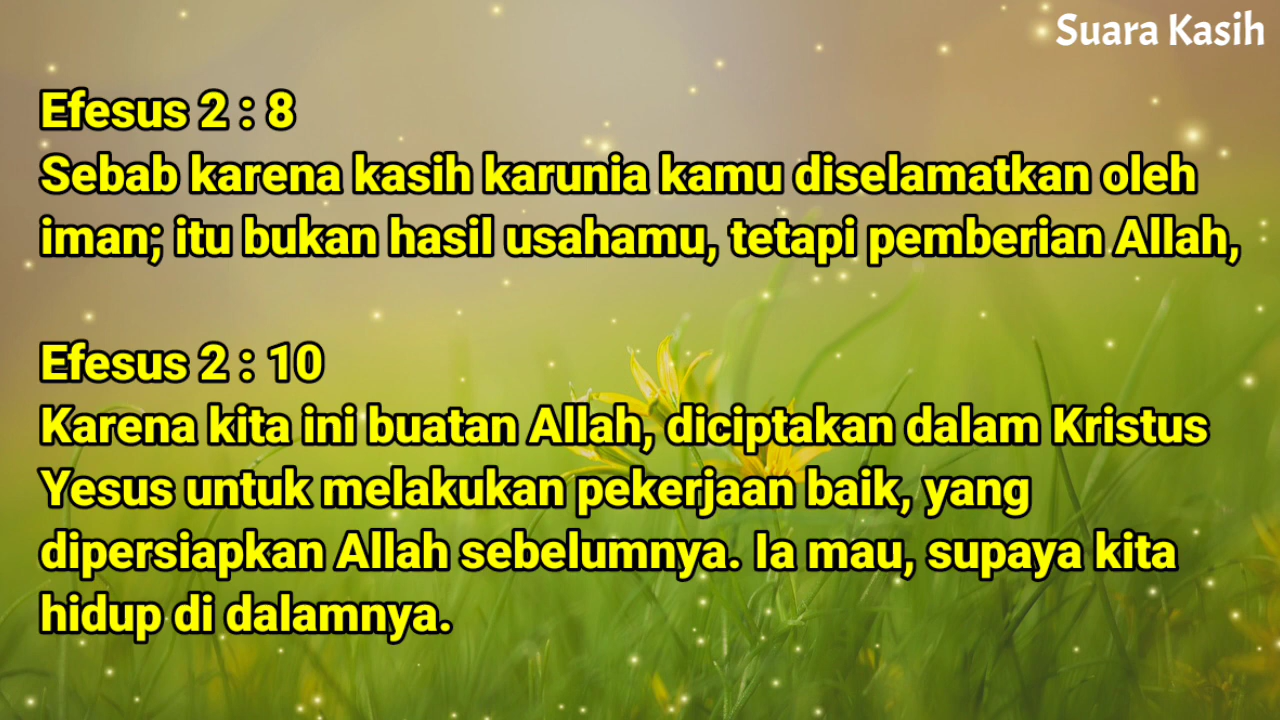 Suara Kasih
Efesus 2 : 8
Sebab karena kasih karunia kamu diselamatkan oleh
iman; itu bukan hasil usahamu, tetapi pemberian Allah,
Efesus 2 : 10
Karena kita ini buatan Allah, diciptakan dalam Kristus
Yesus untuk melakukan pekerjaan baik, yang
dipersiapkan Allah sebelumnya. Ia mau, supaya kita
hidup di dalamnya.